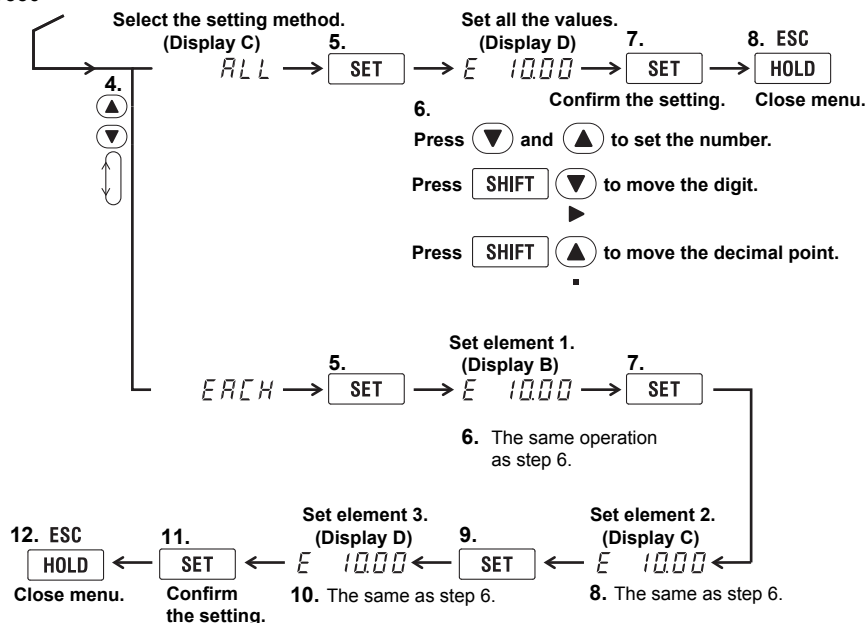 Select the setting method.
(Display C)
ALL
5.
SET
Set all the values.
(Display D)
E 10.00
7.
SET
Confirm the setting.
8. ESC
HOLD
Close menu.
4.
6.
Press ▼ and ▲ to set the number.
Press SHIFT ▼ to move the digit.
Press SHIFT ▲ to move the decimal point.
EACH
5.
SET
Set element 1.
(Display B)
E 10.00
7.
SET
6. The same operation
as step 6.
Set element 2.
(Display C)
E 10.00
8. The same as step 6.
9.
SET
Set element 3.
(Display D)
E 10.00
10. The same as step 6.
11.
SET
Confirm
the setting.
12. ESC
HOLD
Close menu.